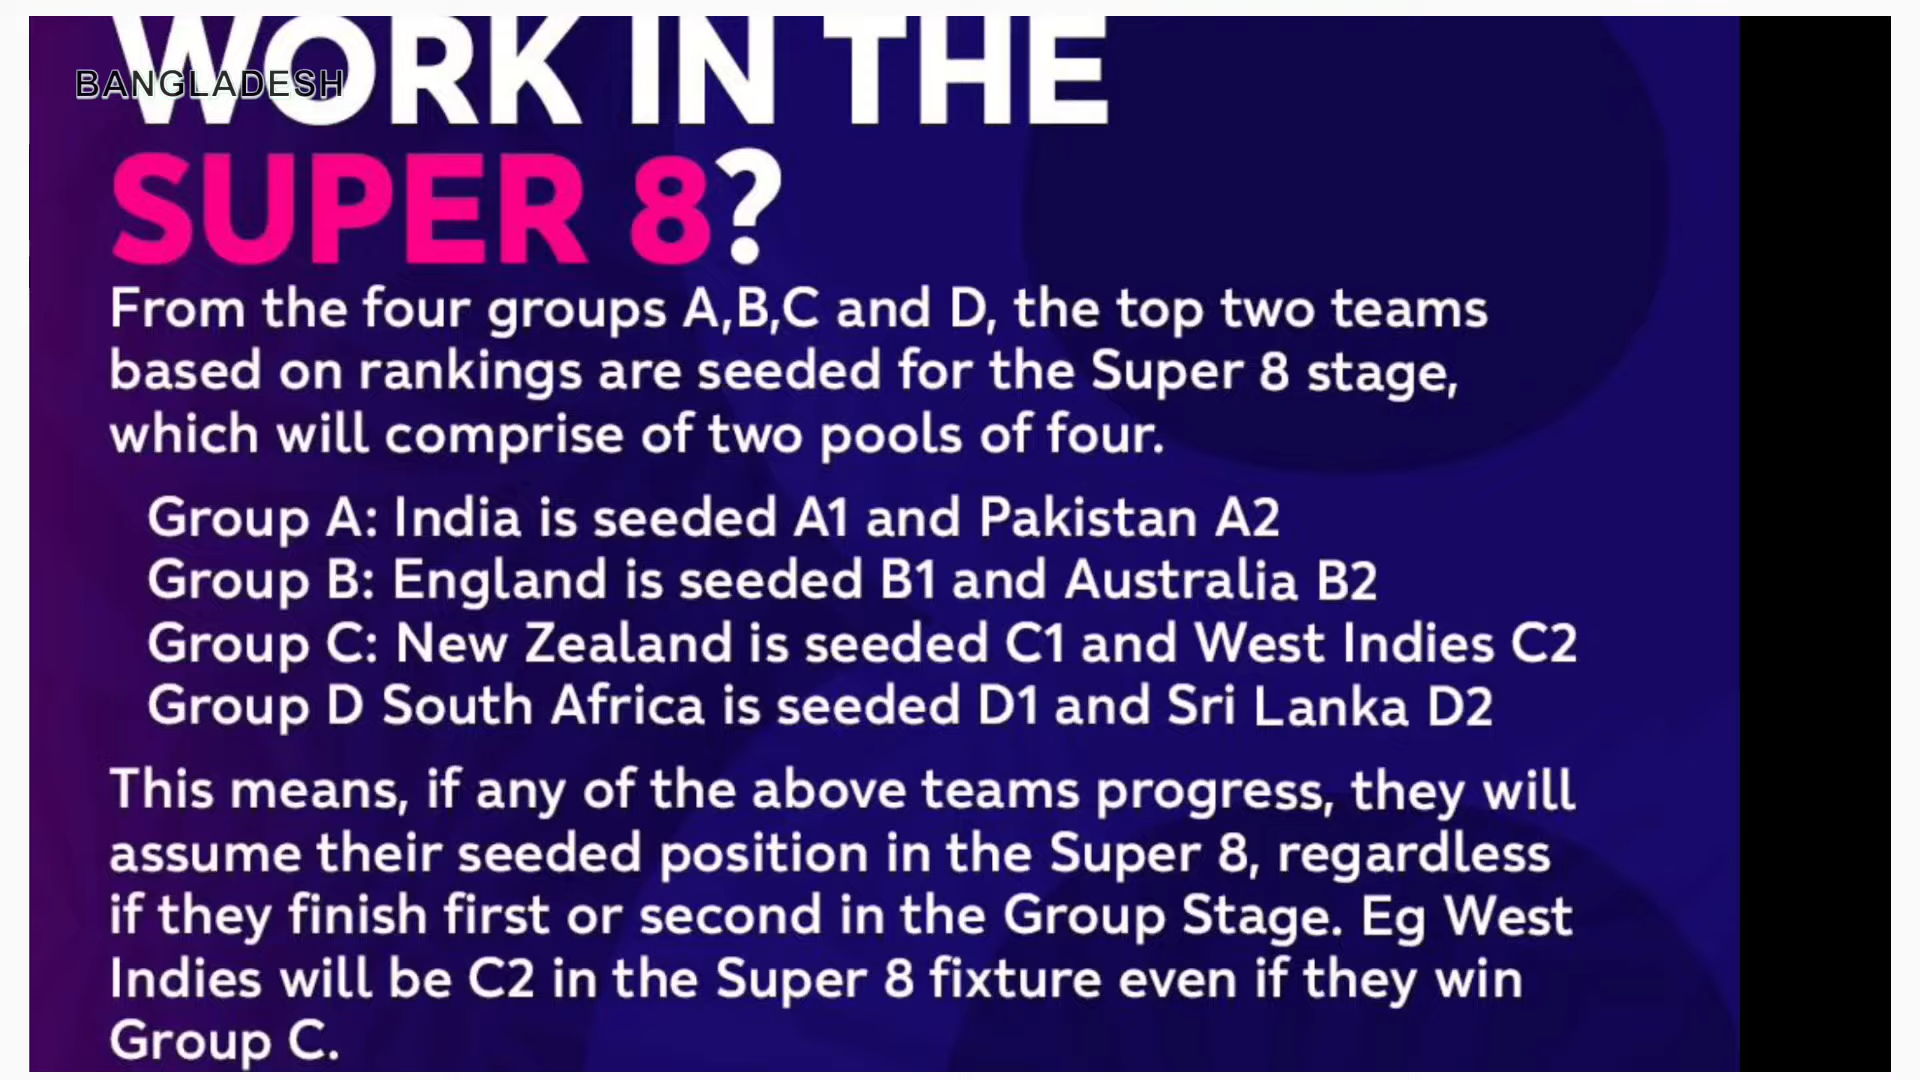 WORK IN THE
BANGLADESH
SUPER 8?
From the four groups A,B,C and D, the top two teams
based on rankings are seeded for the Super 8 stage,
which will comprise of two pools of four.
Group A: India is seeded A1 and Pakistan A2
Group B: England is seeded B1 and Australia B2
Group C: New Zealand is seeded C1 and West Indies C2
Group D South Africa is seeded D1 and Sri Lanka D2
This means, if any of the above teams progress, they will
assume their seeded position in the Super 8, regardless
if they finish first or second in the Group Stage. Eg West
Indies will be C2 in the Super 8 fixture even if they win
Group C.